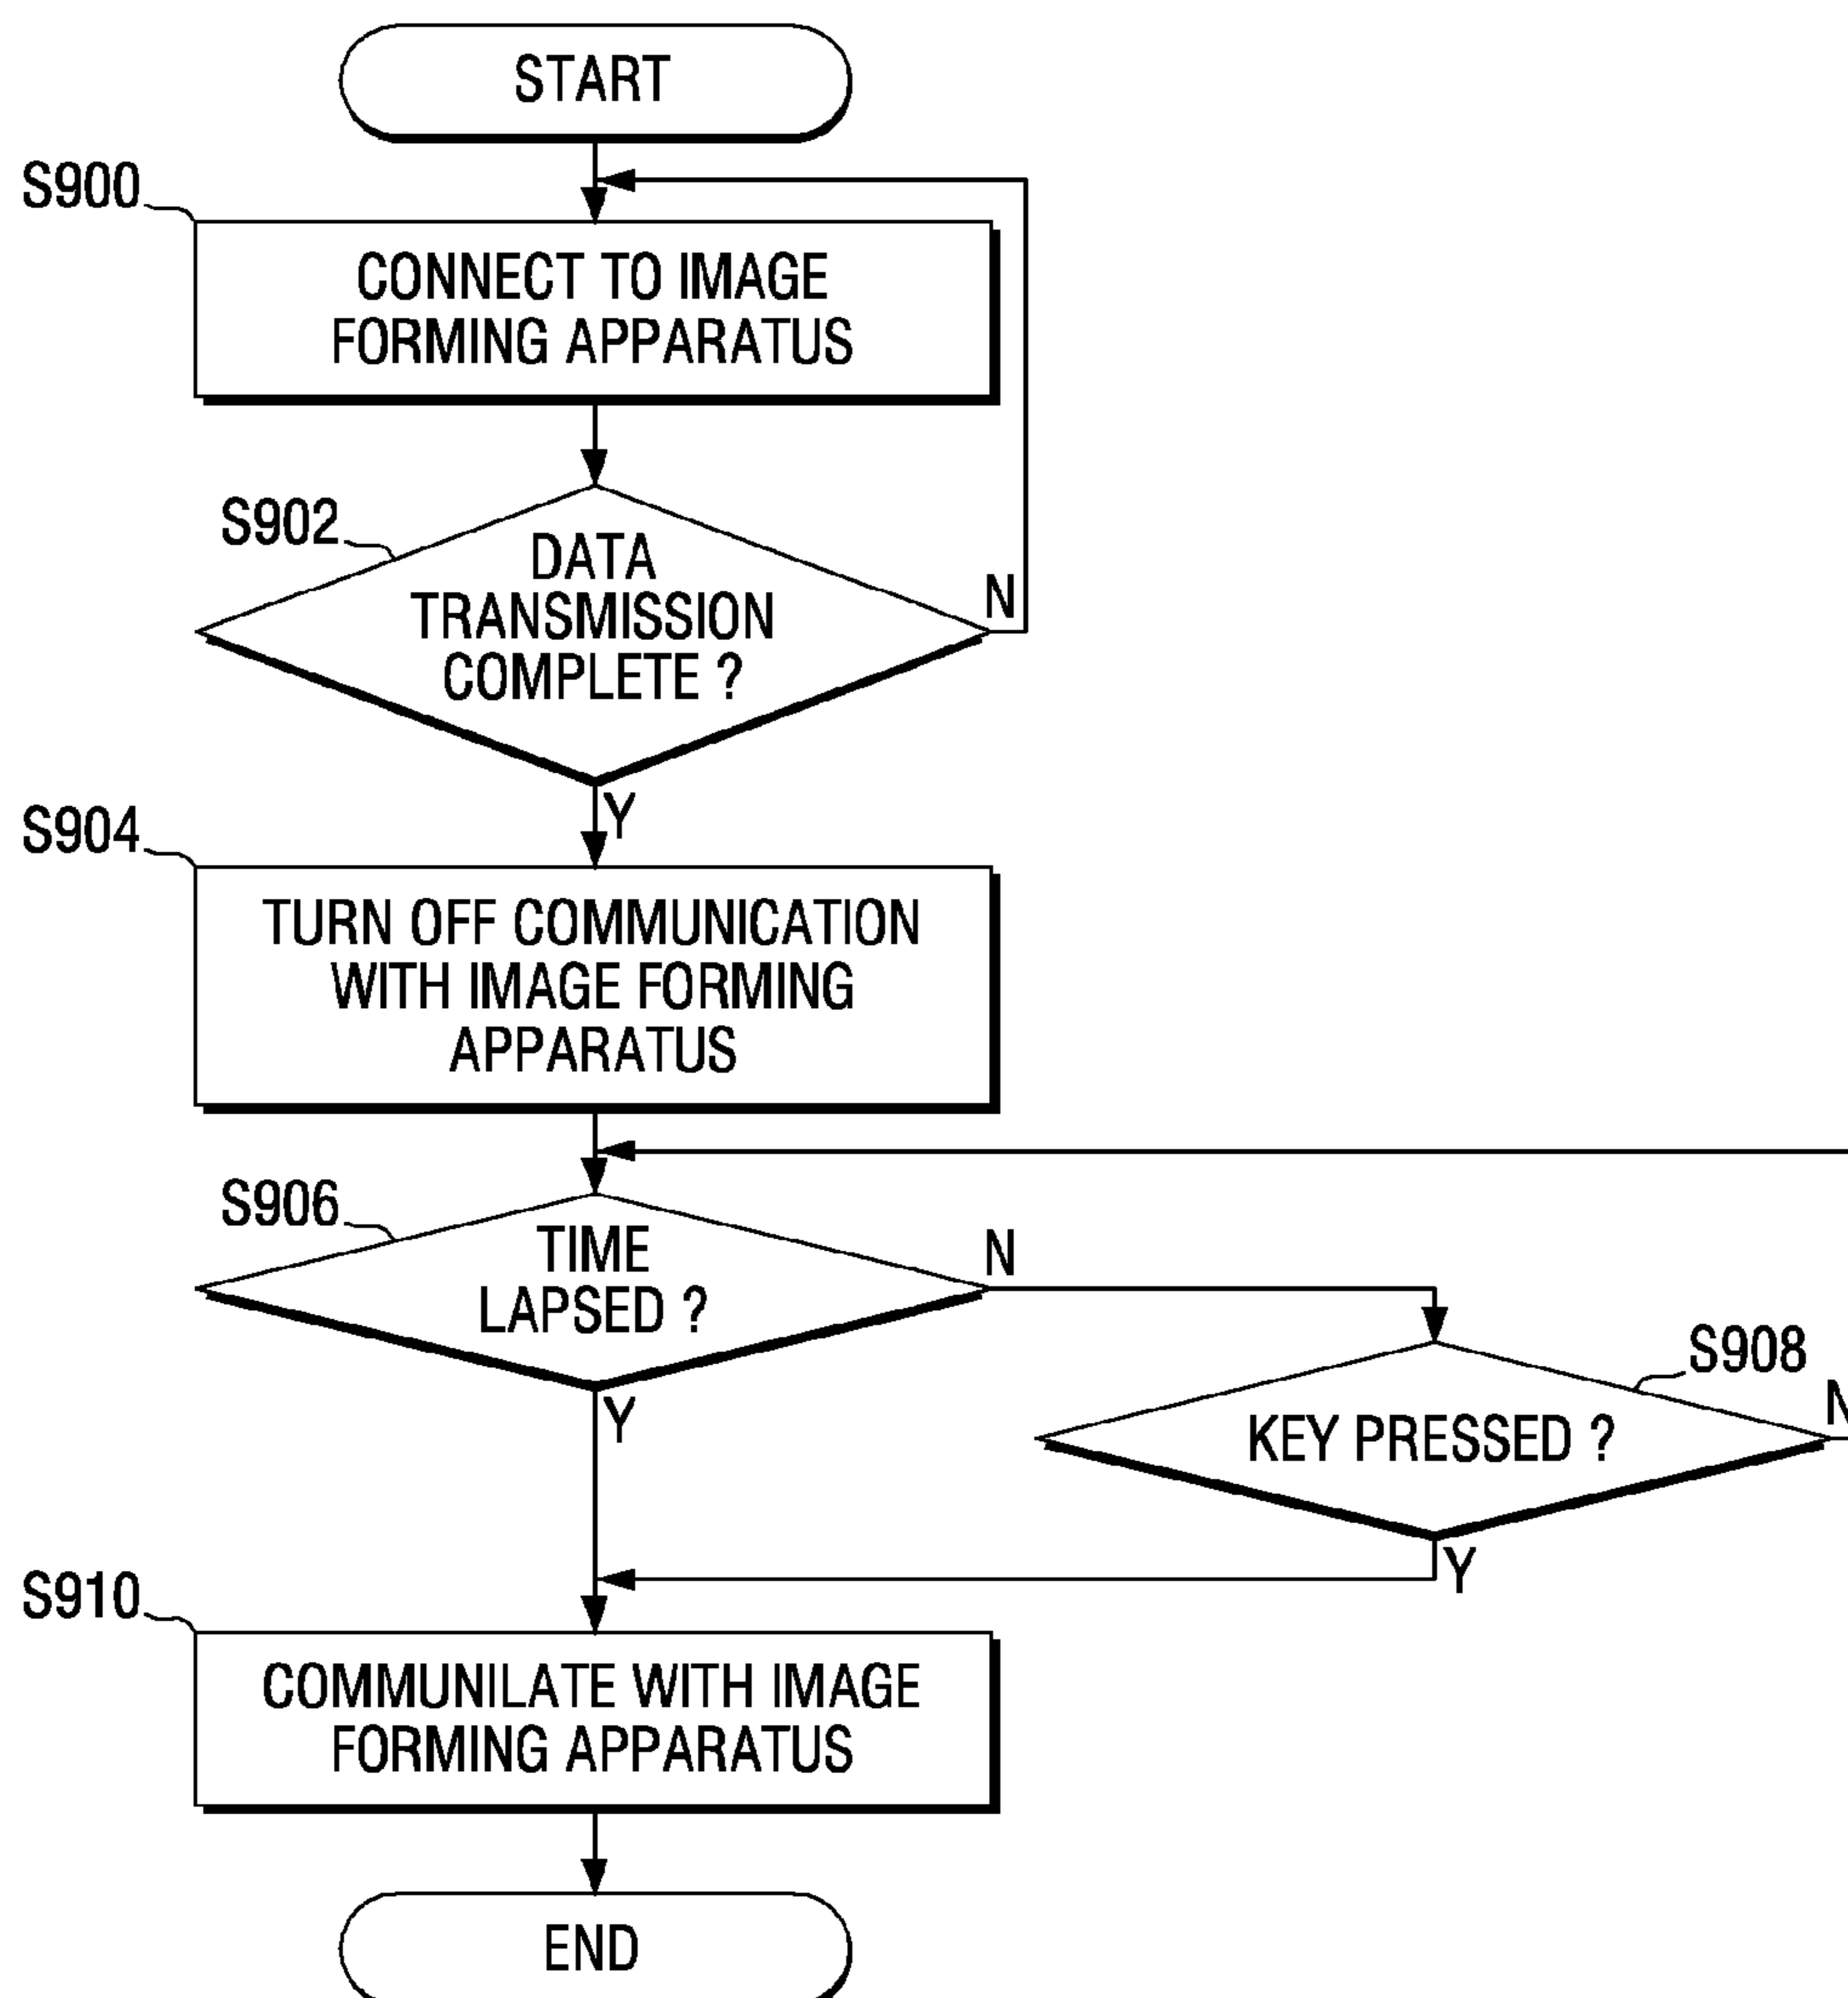 START
S900
CONNECT TO IMAGE
FORMING APPARATUS
S902
DATA
TRANSMISSION
COMPLETE ?
N
Y
S904
TURN OFF COMMUNICATION
WITH IMAGE FORMING
APPARATUS
S906
TIME
LAPSED ?
N
Y
S908
KEY PRESSED ?
N
Y
S910
COMMUNILATE WITH IMAGE
FORMING APPARATUS
END